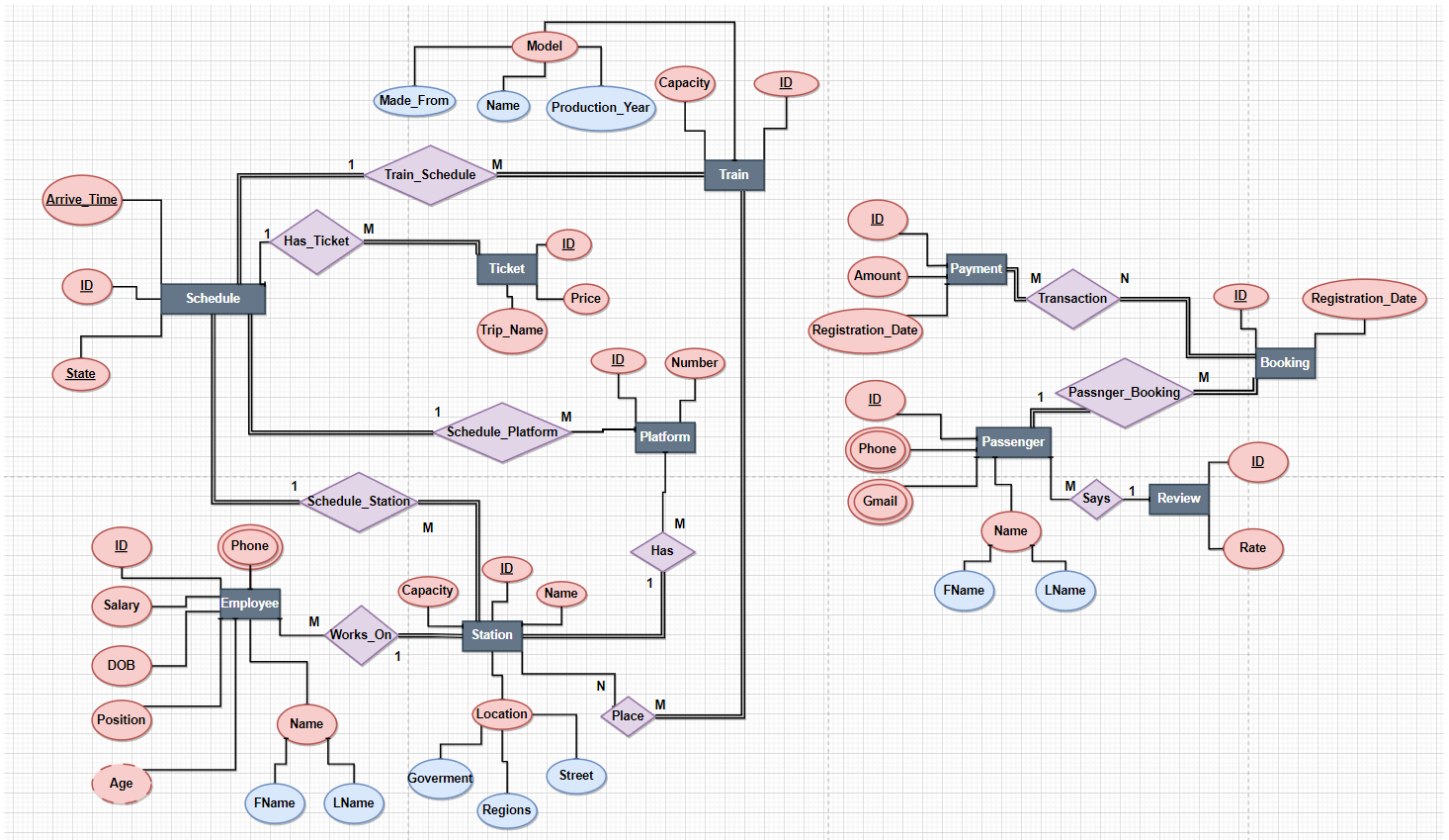 Model
Made_From
Name
Production_Year
Capacity
ID
1
Train_Schedule
M
Train
Arrive_Time
1
Has_Ticket
M
ID
Ticket
Price
Trip_Name
ID
Schedule
State
ID
Number
1
Schedule_Platform
M
Platform
1
Schedule_Station
M
ID
Phone
Salary
Employee
DOB
Position
Age
Name
FName
LName
M
Works_On
1
Capacity
ID
Name
Station
M
Has
1
Location
Goverment
Regions
Street
N
Place
M
ID
Amount
Registration_Date
Payment
M
Transaction
N
ID
Registration_Date
Booking
1
Passnger_Booking
M
ID
Phone
Gmail
Passenger
Name
FName
LName
M
Says
1
Review
ID
Rate